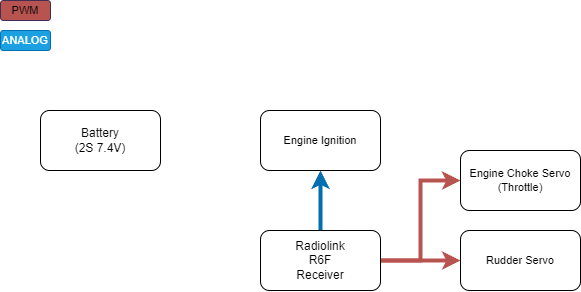 PWM
ANALOG
Battery
(2S 7.4V)
Engine Ignition
Engine Choke Servo
(Throttle)
Radiolink
R6F
Receiver
Rudder Servo